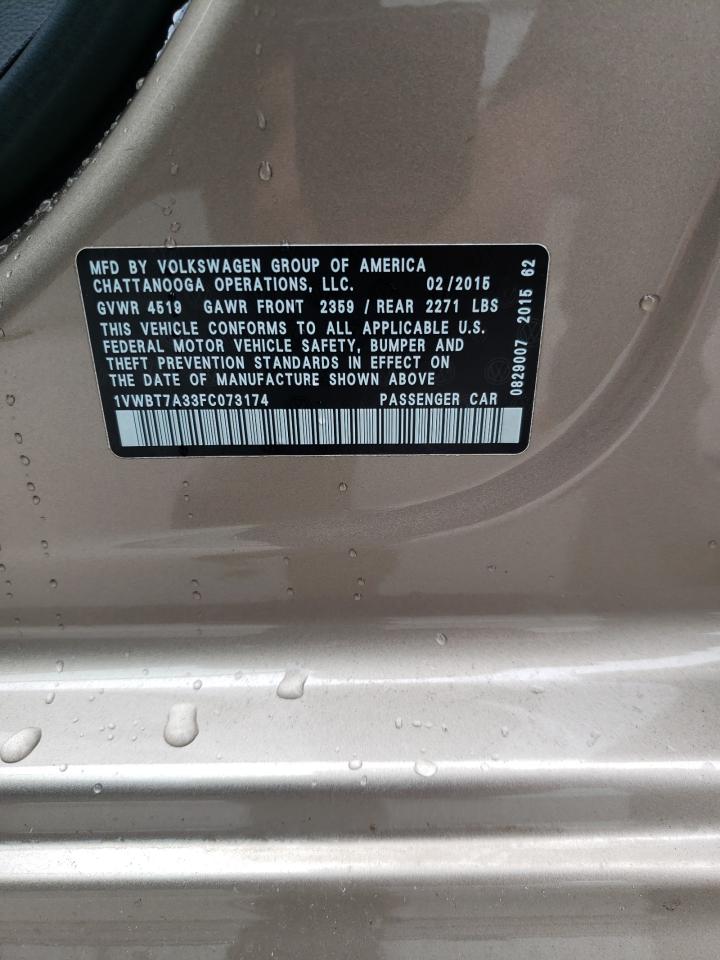 MFD BY VOLKSWAGEN GROUP OF AMERICA
CHATTANOOGA OPERATIONS, LLC. 02/2015
GVWR 4519 GAWR FRONT 2359 / REAR 2271 LBS
THIS VEHICLE CONFORMS TO ALL APPLICABLE U.S.
FEDERAL MOTOR VEHICLE SAFETY, BUMPER AND
THEFT PREVENTION STANDARDS IN EFFECT ON
THE DATE OF MANUFACTURE SHOWN ABOVE
1VWBT7A33FC073174 PASSENGER CAR
0829007 2015 62